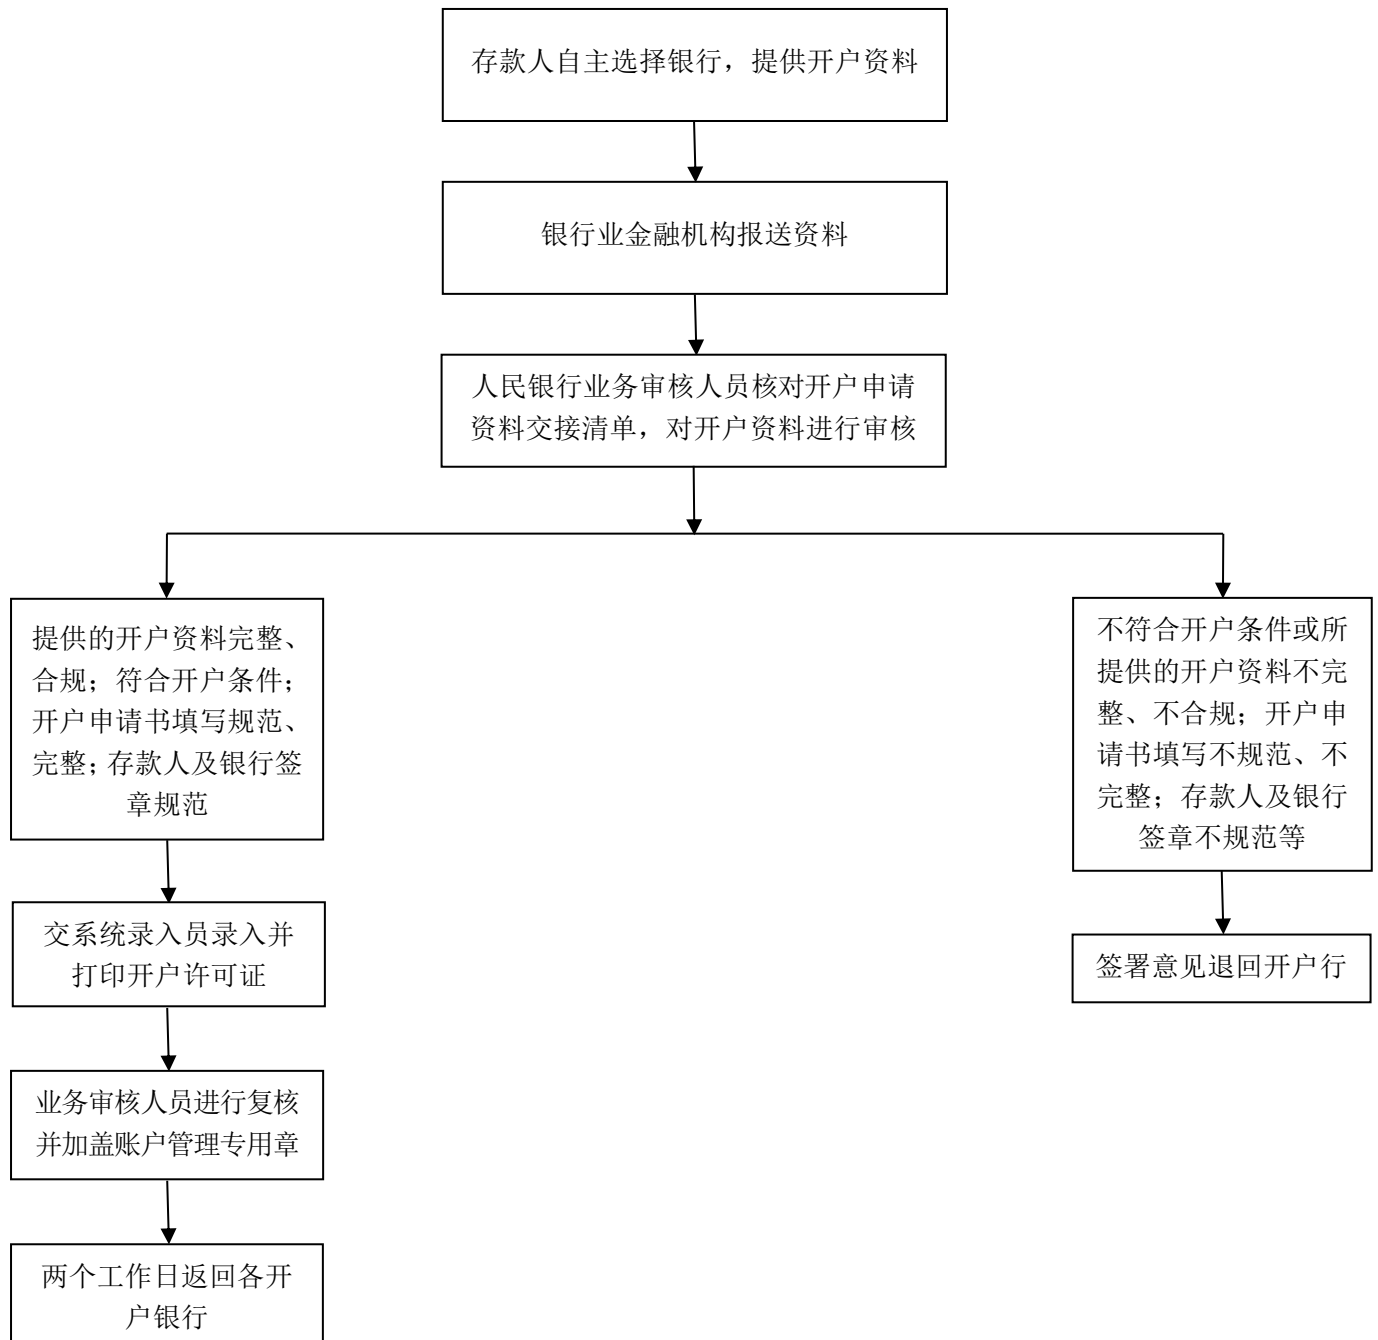 存款人自主选择银行，提供开户资料
银行业金融机构报送资料
人民银行业务审核人员核对开户申请
资料交接清单，对开户资料进行审核
提供的开户资料完整、
合规；符合开户条件；
开户申请书填写规范、
完整；存款人及银行签
章规范
不符合开户条件或所
提供的开户资料不完
整、不合规；开户申
请书填写不规范、不
完整；存款人及银行
签章不规范等
交系统录入员录入并
打印开户许可证
签署意见退回开户行
业务审核人员进行复核
并加盖账户管理专用章
两个工作日返回各开
户银行